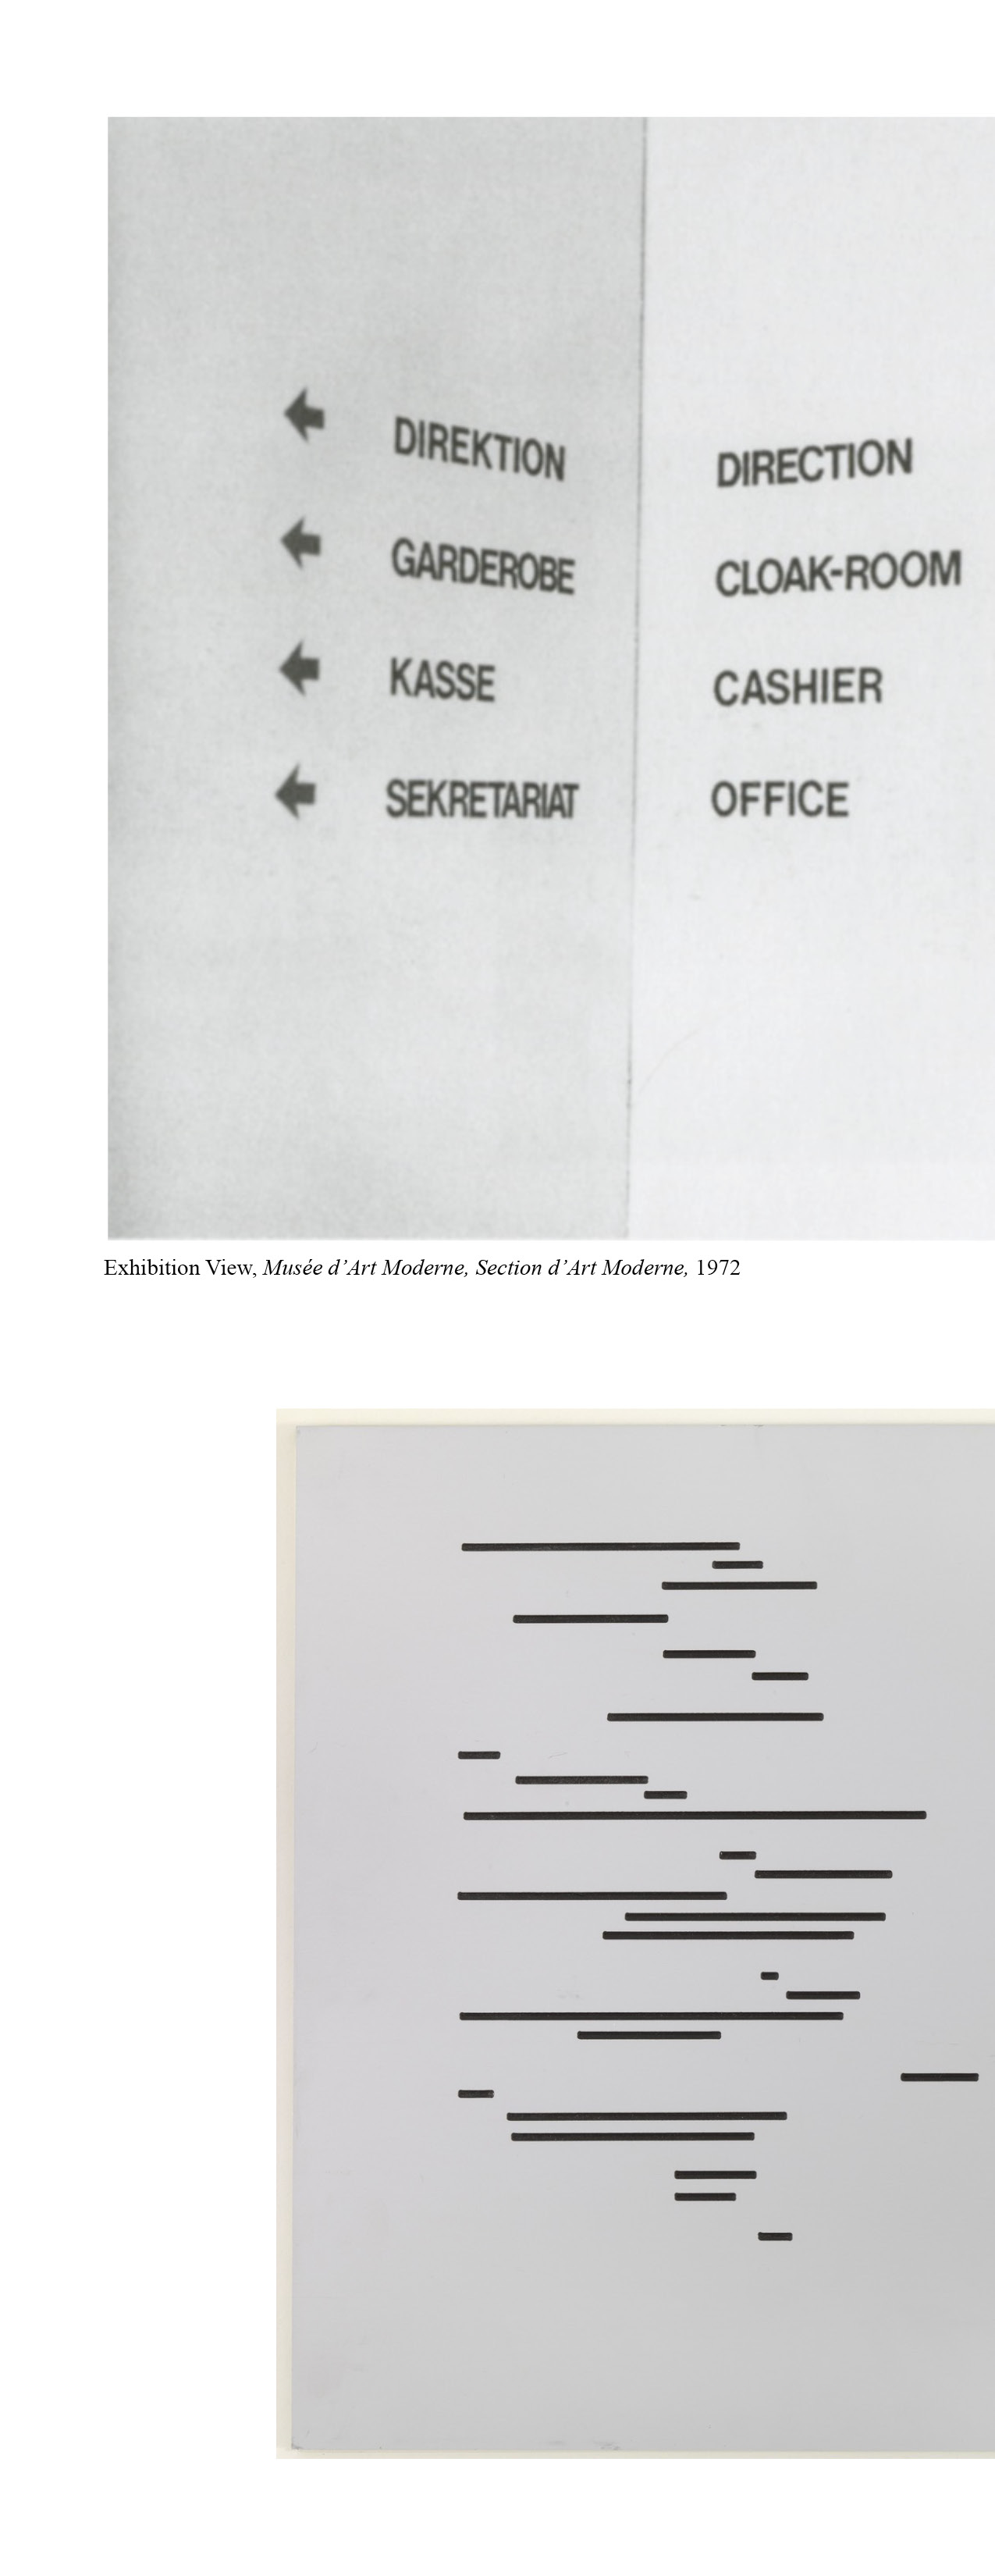 DIREKTION DIRECTION
GARDEROBE CLOAK-ROOM
KASSE CASHIER
SEKRETARIAT OFFICE
Exhibition View, Musée d’Art Moderne, Section d’Art Moderne, 1972